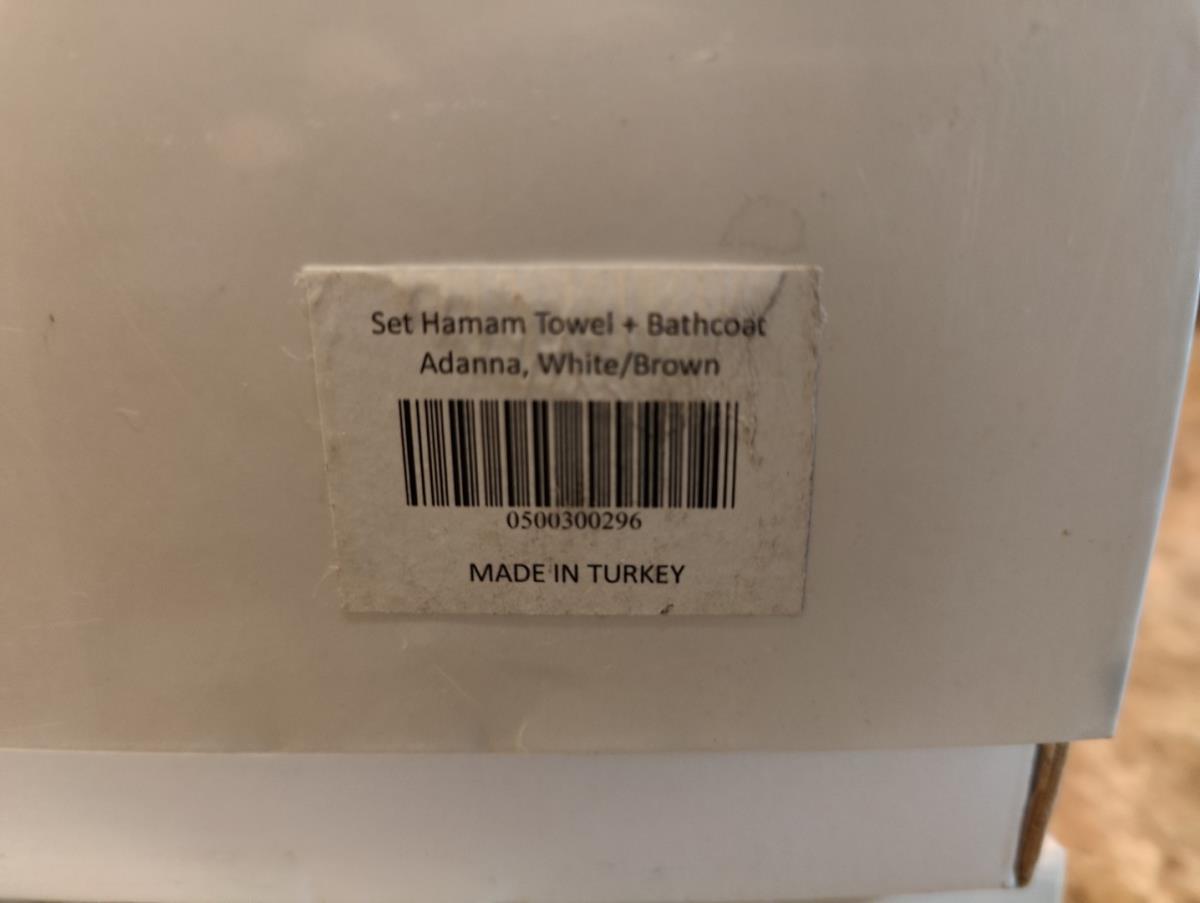 Set Hamam Towel + Bathcoat
Adanna, White/Brown
0500300296
MADE IN TURKEY